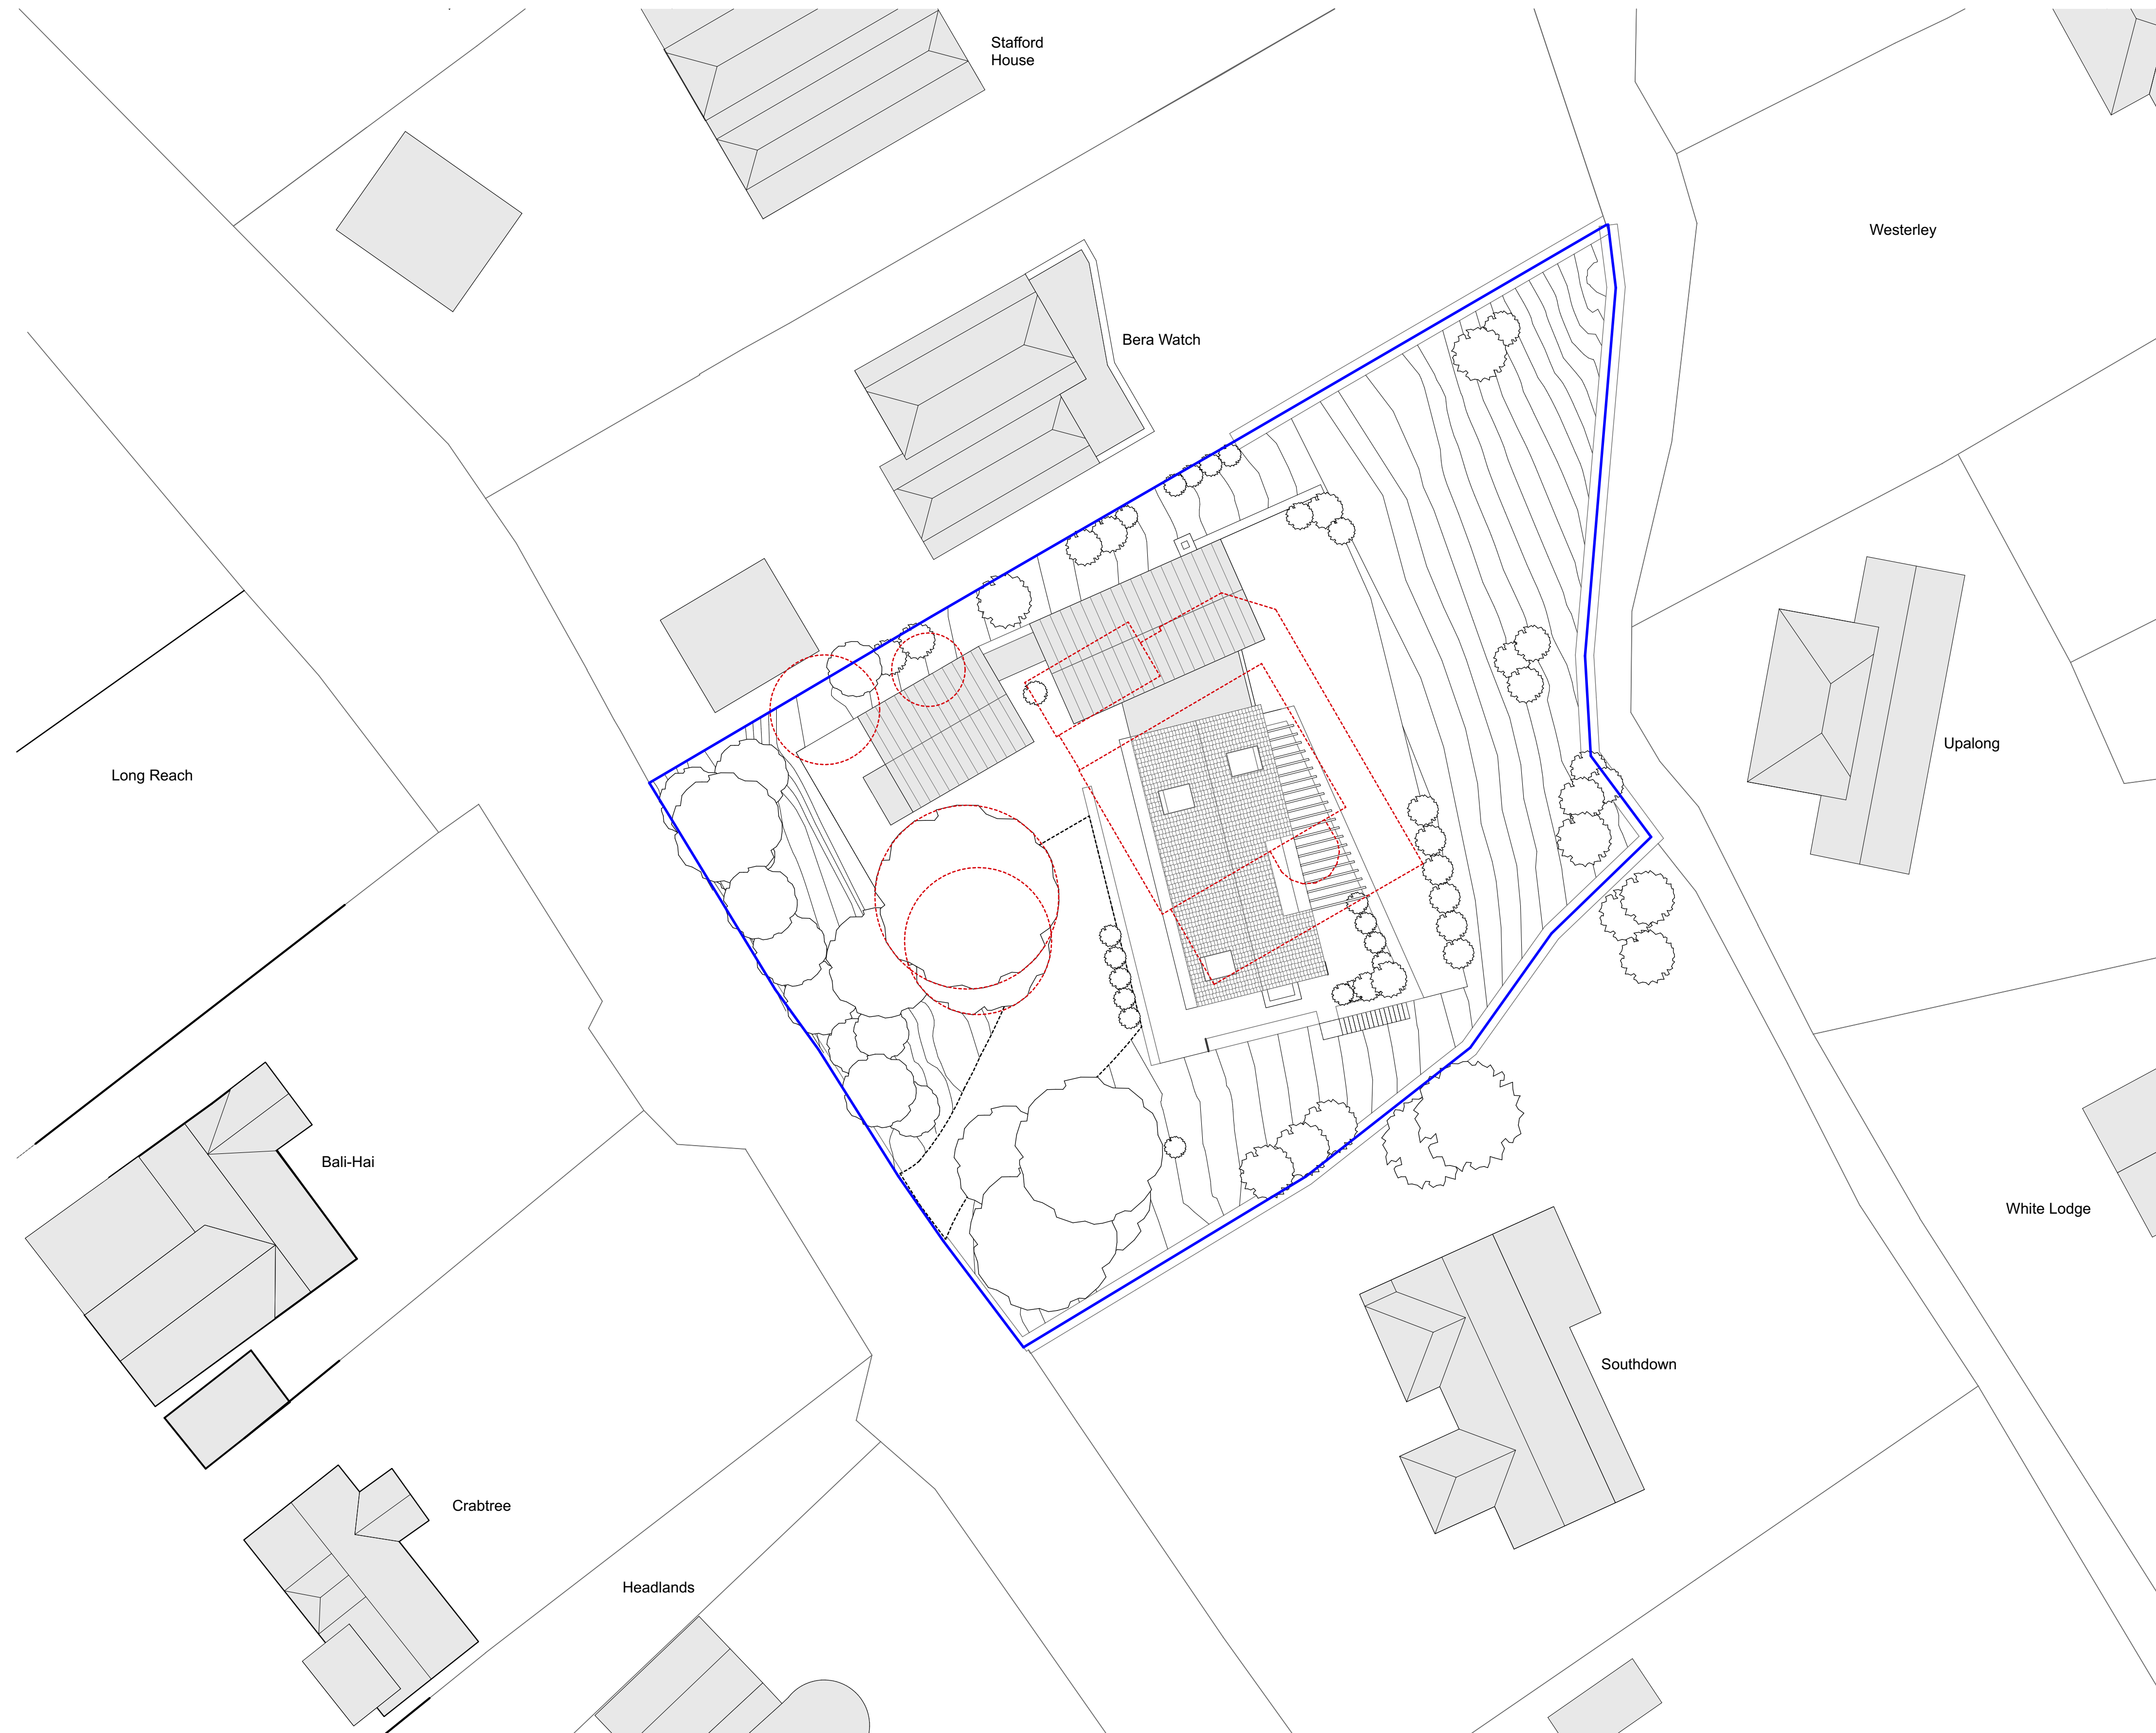 Stafford
House
Westerley
Bera Watch
Upalong
Long Reach
Bali-Hai
White Lodge
Southdown
Crabtree
Headlands